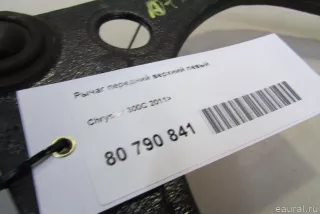 Рычаг передний верхний левый
300C 2011>
80 790 841
eaural.ru